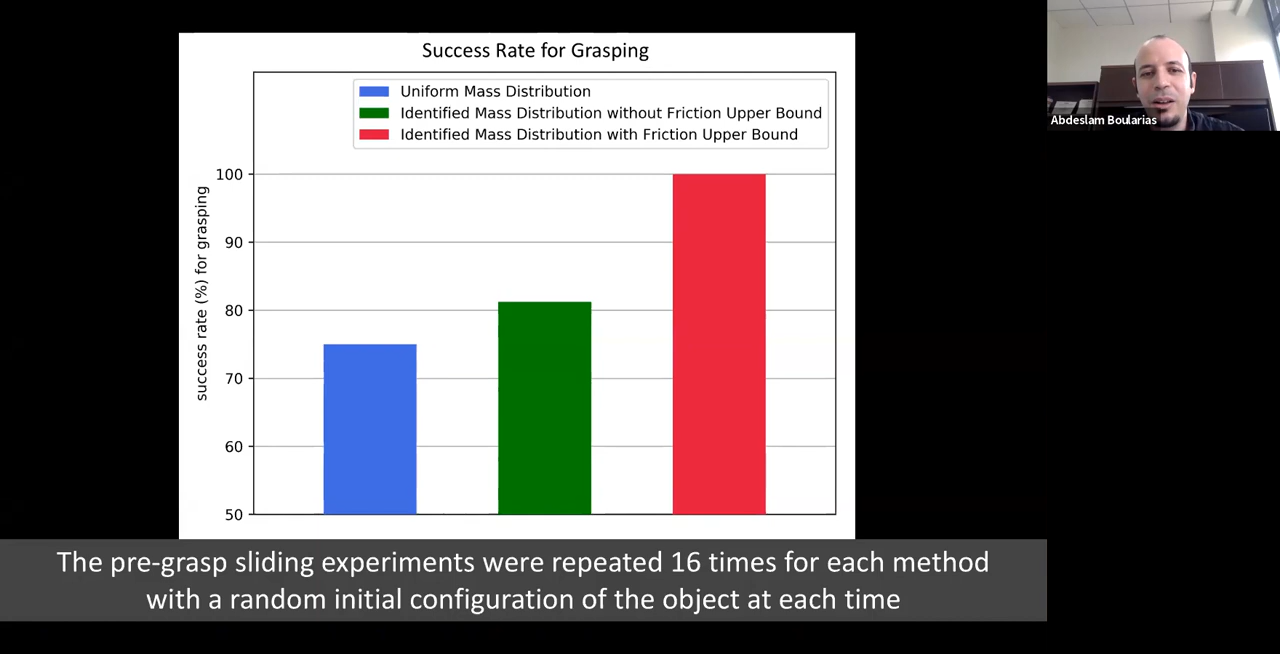 Success Rate for Grasping
Uniform Mass Distribution
Identified Mass Distribution without Friction Upper Bound
Identified Mass Distribution with Friction Upper Bound
success rate (%) for grasping
100
90
80
70
60
50
Abdeslam Boularias
The pre-grasp sliding experiments were repeated 16 times for each method
with a random initial configuration of the object at each time